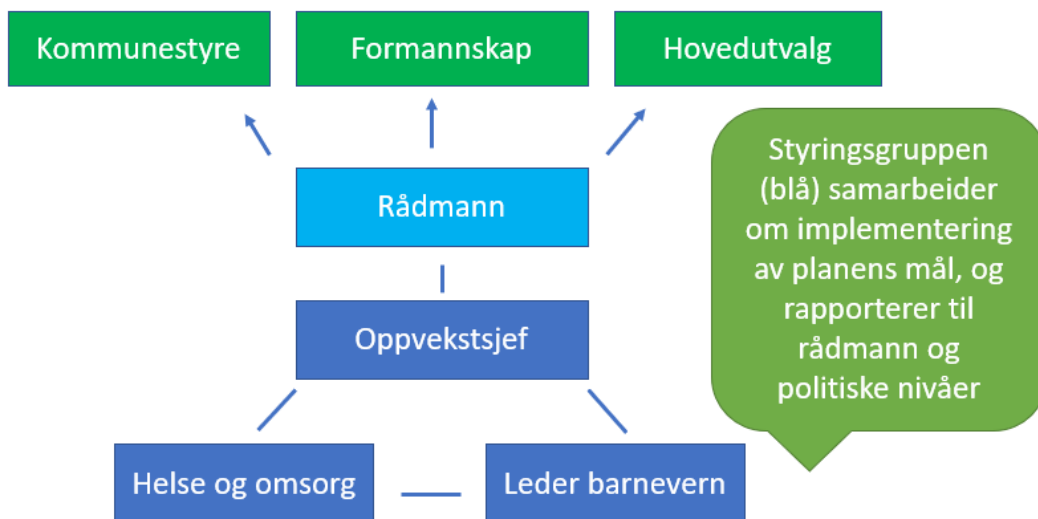 Kommunestyre
Formannskap
Hovedutvalg
Rådmann
Oppvekstsjef
Helse og omsorg
Leder barnevern
Styringsgruppen
(blå) samarbeider
om implementering
av planens mål, og
rapporterer til
rådmann og
politiske nivåer